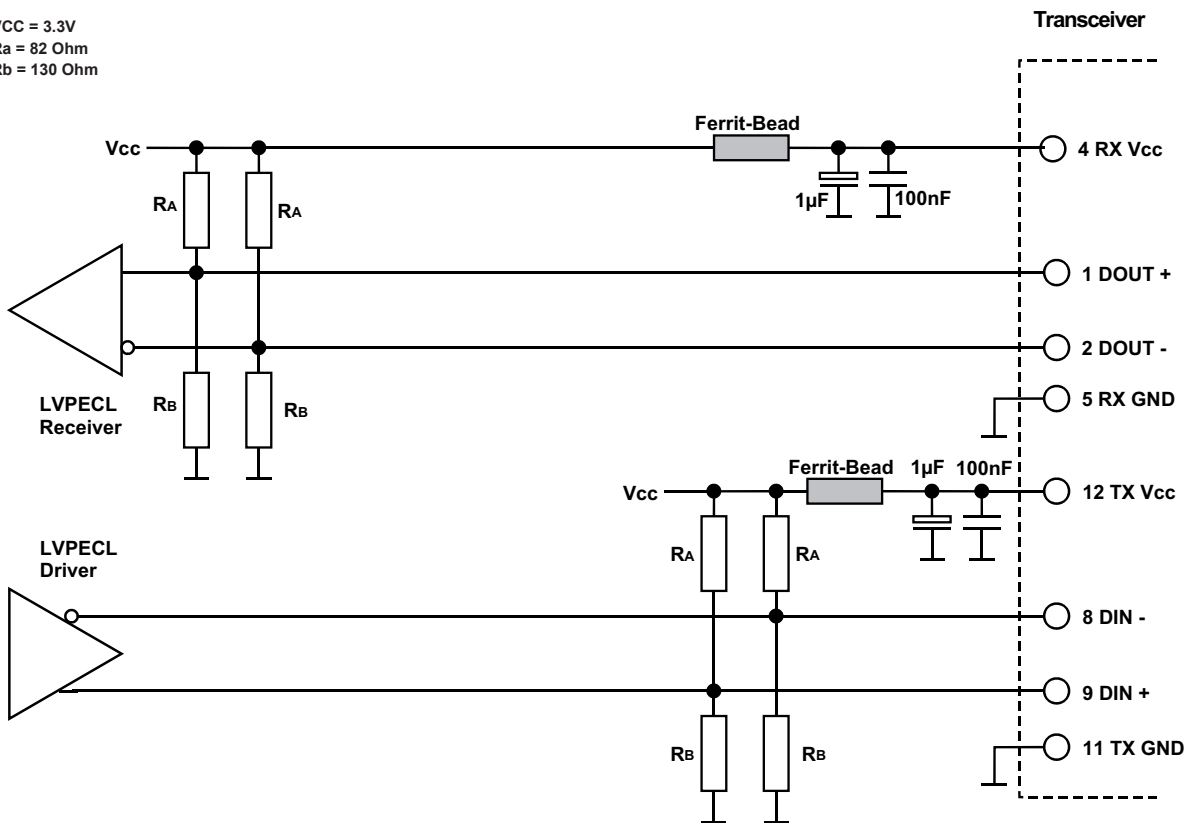 VCC = 3.3V
Ra = 82 Ohm
Rb = 130 Ohm
Transceiver
Ferrit-Bead
Vcc
4 RX Vcc
1µF
100nF
RA
RA
1 DOUT +
2 DOUT -
LVPECL
Receiver
RB
RB
5 RX GND
Ferrit-Bead
1µF
100nF
Vcc
12 TX Vcc
LVPECL
Driver
RA
RA
8 DIN -
9 DIN +
RB
RB
11 TX GND